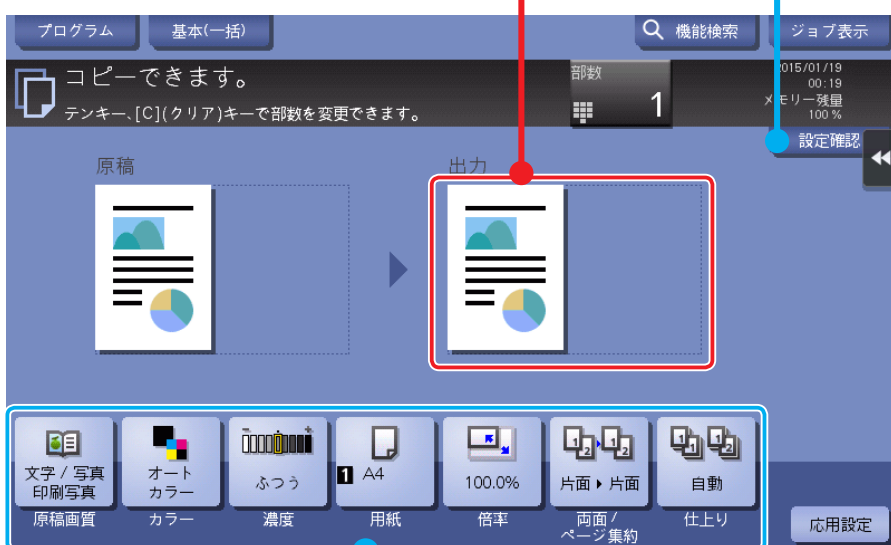 プログラム
基本(一括)
機能検索
ジョブ表示
コピーできます。
テンキー、[C](クリア)キーで部数を変更できます。
部数
1
2015/01/19
00:19
メモリー残量
100 %
設定確認
原稿
出力
文字 / 写真
印刷写真
原稿画質
オート
カラー
カラー
ふつう
濃度
1 A4
用紙
100.0%
倍率
片面 ▶ 片面
両面 /
ページ集約
自動
仕上り
応用設定